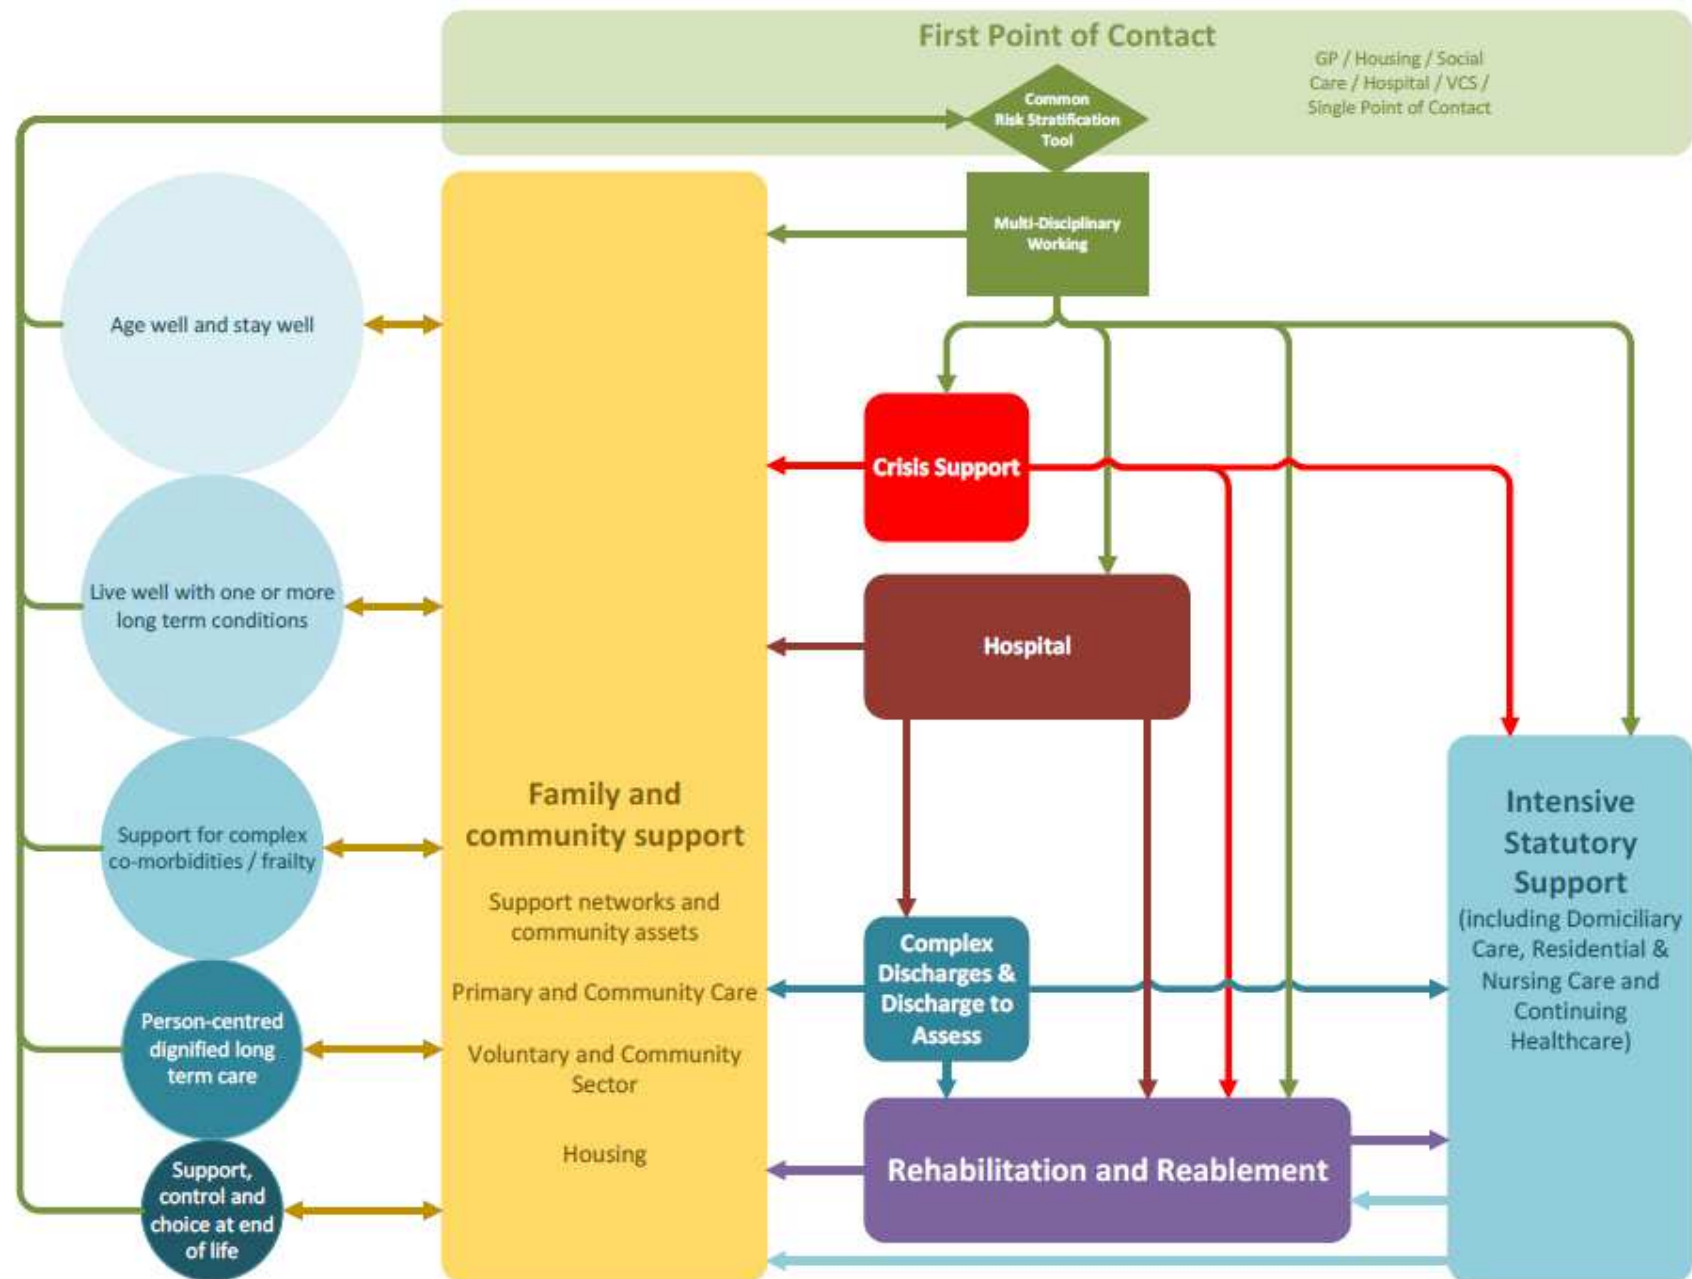 First Point of Contact
GP / Housing / Social
Care / Hospital / VCS /
Single Point of Contact
Common
Risk Stratification
Tool
Multi-Disciplinary
Working
Age well and stay well
Live well with one or more
long term conditions
Support for complex
co-morbidities / frailty
Person-centred
dignified long
term care
Support,
control and
choice at end
of life
Family and
community support
Support networks and
community assets
Primary and Community Care
Voluntary and Community
Sector
Housing
Crisis Support
Hospital
Complex
Discharges &
Discharge to
Assess
Rehabilitation and Reablement
Intensive
Statutory
Support
(including Domiciliary
Care, Residential &
Nursing Care and
Continuing
Healthcare)